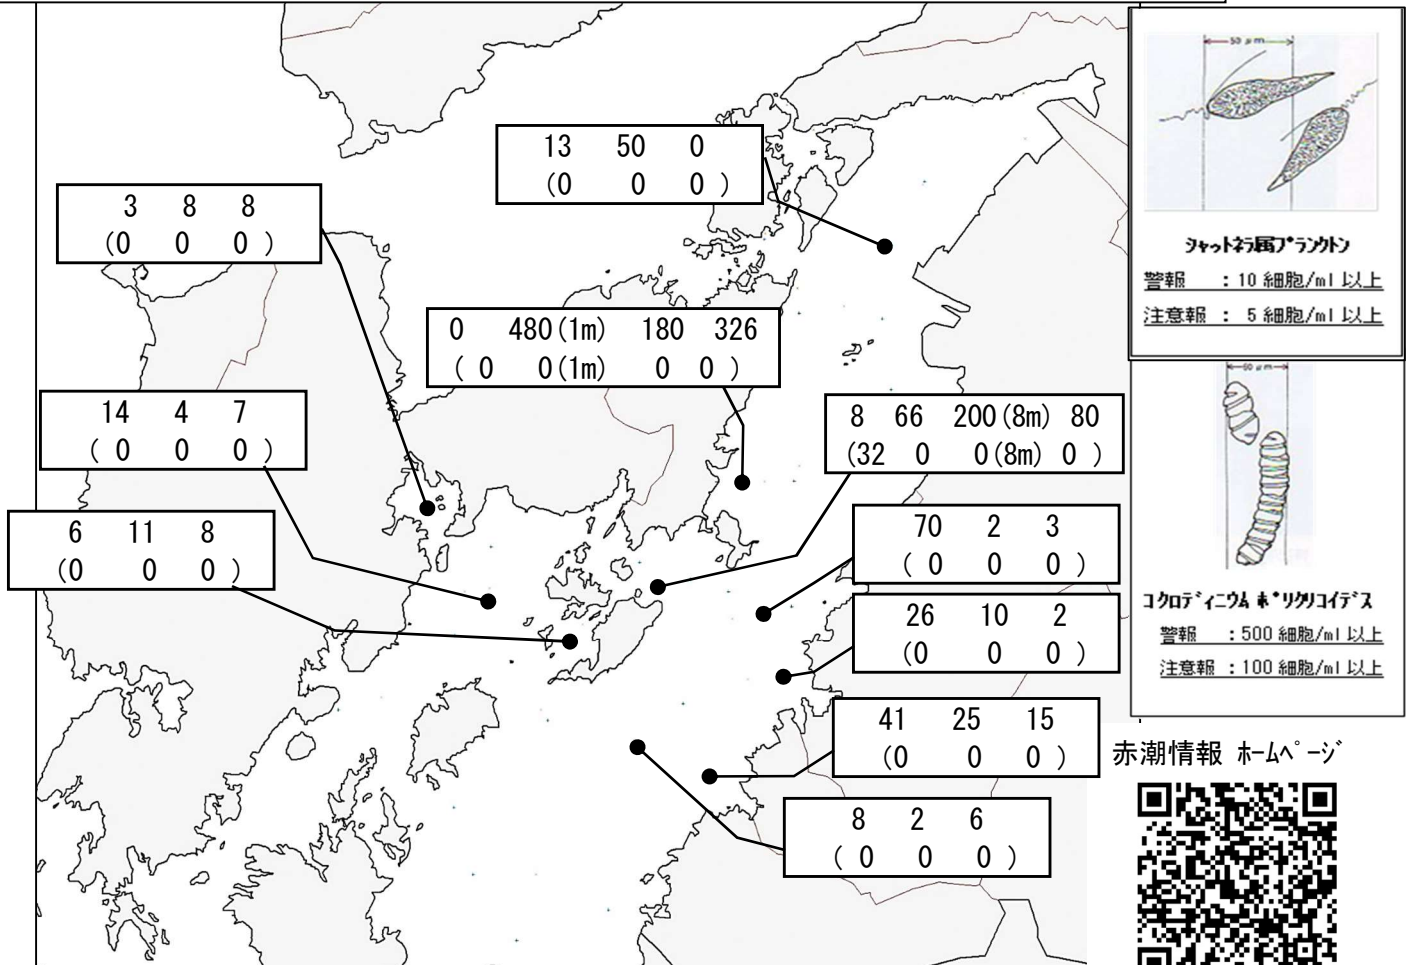 13 50 0
(0 0 0 )
3 8 8
(0 0 0 )
0 480(1m) 180 326
( 0 0(1m) 0 0 )
14 4 7
( 0 0 0 )
8 66 200(8m) 80
(32 0 0(8m) 0 )
6 11 8
(0 0 0 )
70 2 3
( 0 0 0 )
26 10 2
(0 0 0 )
41 25 15
(0 0 0 )
8 2 6
( 0 0 0 )
50 μm
シャットネラ属プランクトン
警報 : 10 細胞/ml 以上
注意報 : 5 細胞/ml 以上
50 μm
コクロディニウム ポリクリコイデス
警報 : 500 細胞/ml 以上
注意報 : 100 細胞/ml 以上
赤潮情報 ホームページ